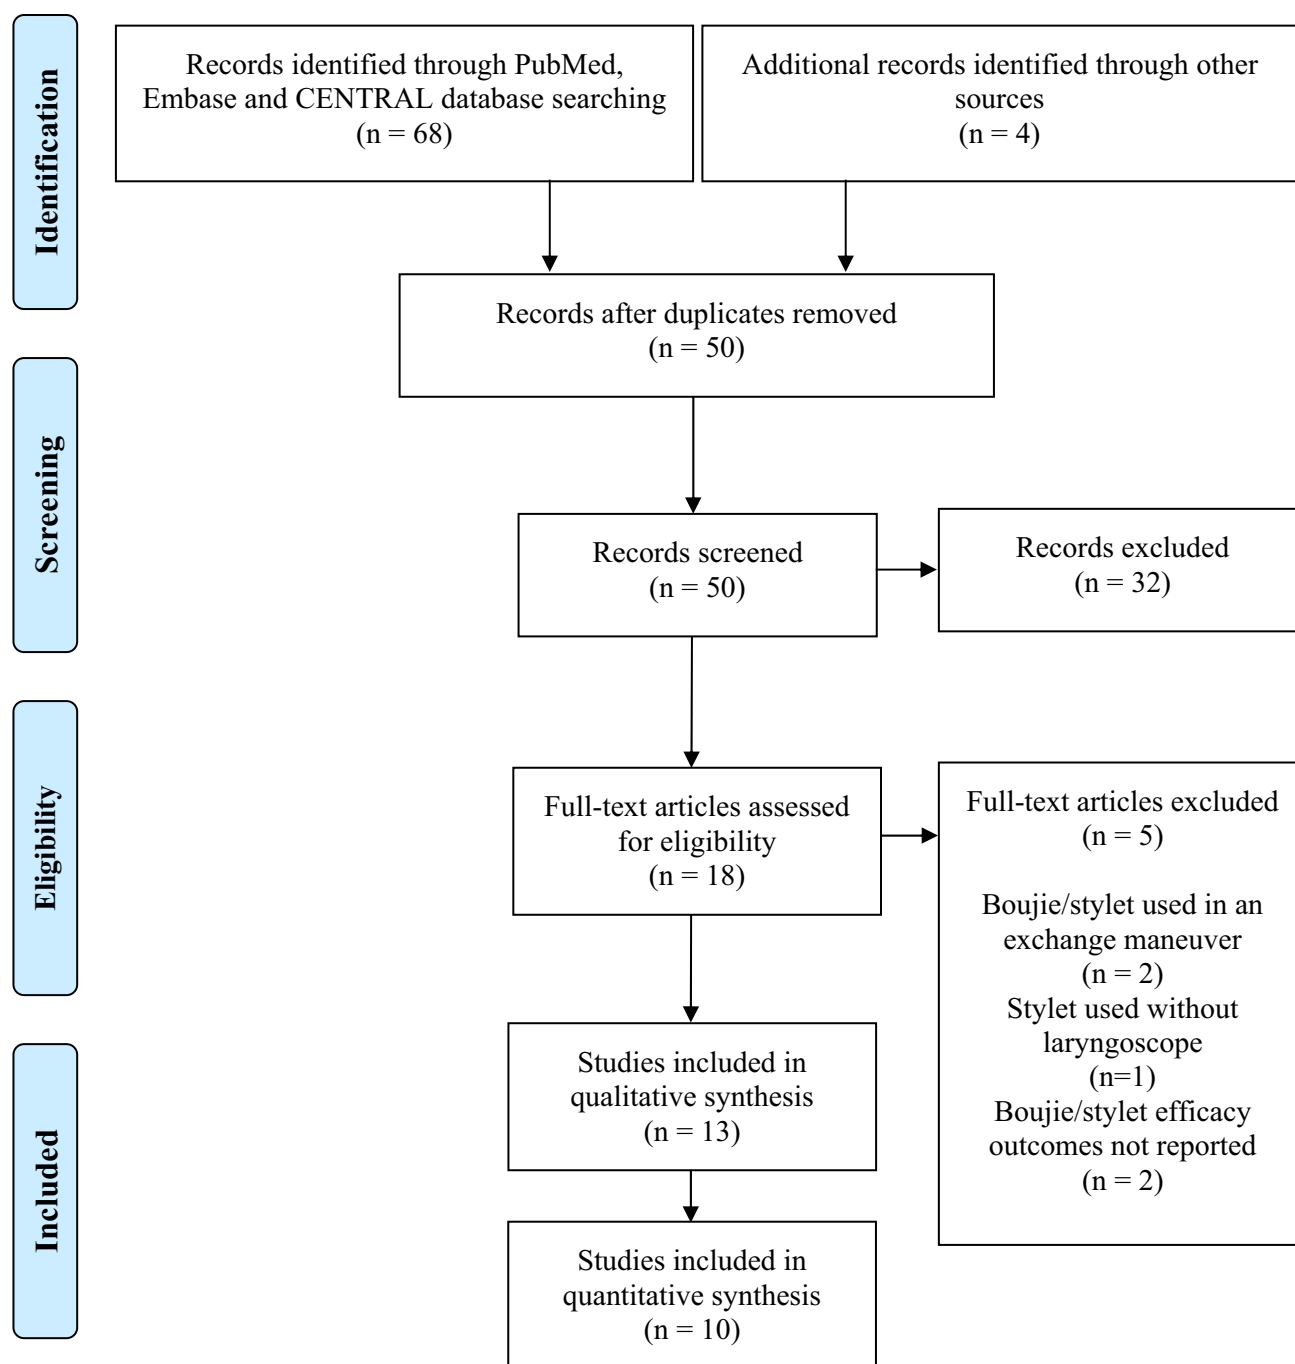 Identification
Records identified through PubMed,
Embase and CENTRAL database searching
(n = 68)
Additional records identified through other
sources
(n = 4)
Records after duplicates removed
(n = 50)
Screening
Records screened
(n = 50)
Records excluded
(n = 32)
Eligibility
Full-text articles assessed
for eligibility
(n = 18)
Full-text articles excluded
(n = 5)
Boujie/stylet used in an
exchange maneuver
(n = 2)
Stylet used without
laryngoscope
(n=1)
Boujie/stylet efficacy
outcomes not reported
(n = 2)
Included
Studies included in
qualitative synthesis
(n = 13)
Studies included in
quantitative synthesis
(n = 10)